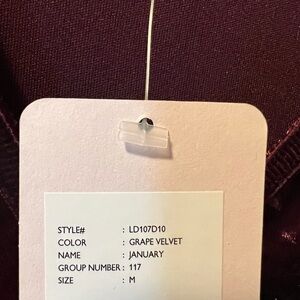 STYLE# : LD107D10
COLOR : GRAPE VELVET
NAME : JANUARY
GROUP NUMBER : 117
SIZE : M